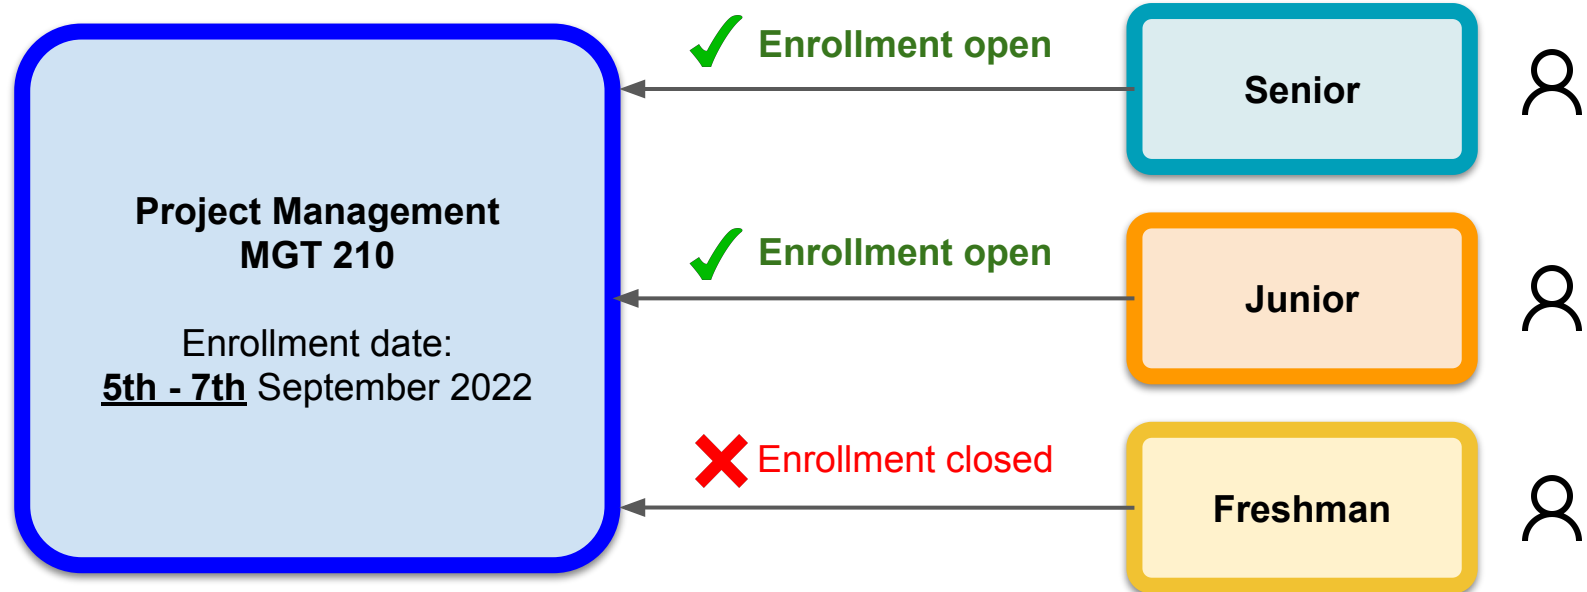 Project Management
MGT 210
Enrollment date:
5th - 7th September 2022
Enrollment open
Senior
Enrollment open
Junior
Enrollment closed
Freshman